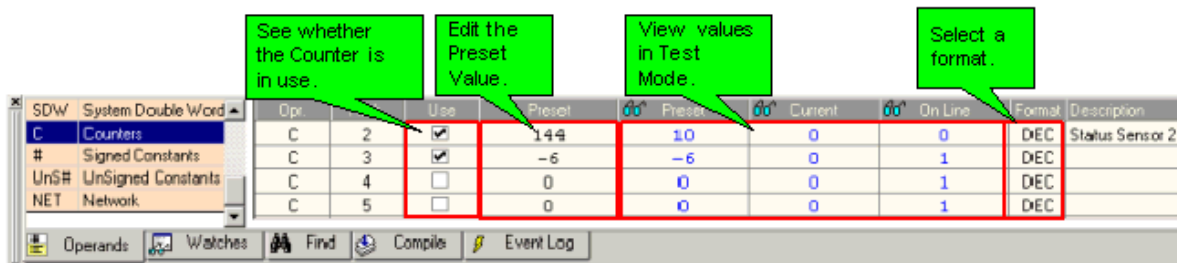 See whether
the Counter is
in use.
Edit the
Preset
Value.
View values
in Test
Mode.
Select a
format.
SDW System Double Word
C Counters
# Signed Constants
UnS# UnSigned Constants
NET Network
Opr. Use Preset Preset Current On Line Format Description
C 2 144 10 0 0 DEC Status Sensor 2
C 3 -6 -6 0 1 DEC
C 4 0 0 0 1 DEC
C 5 0 0 0 1 DEC
Operands Watches Find Compile Event Log